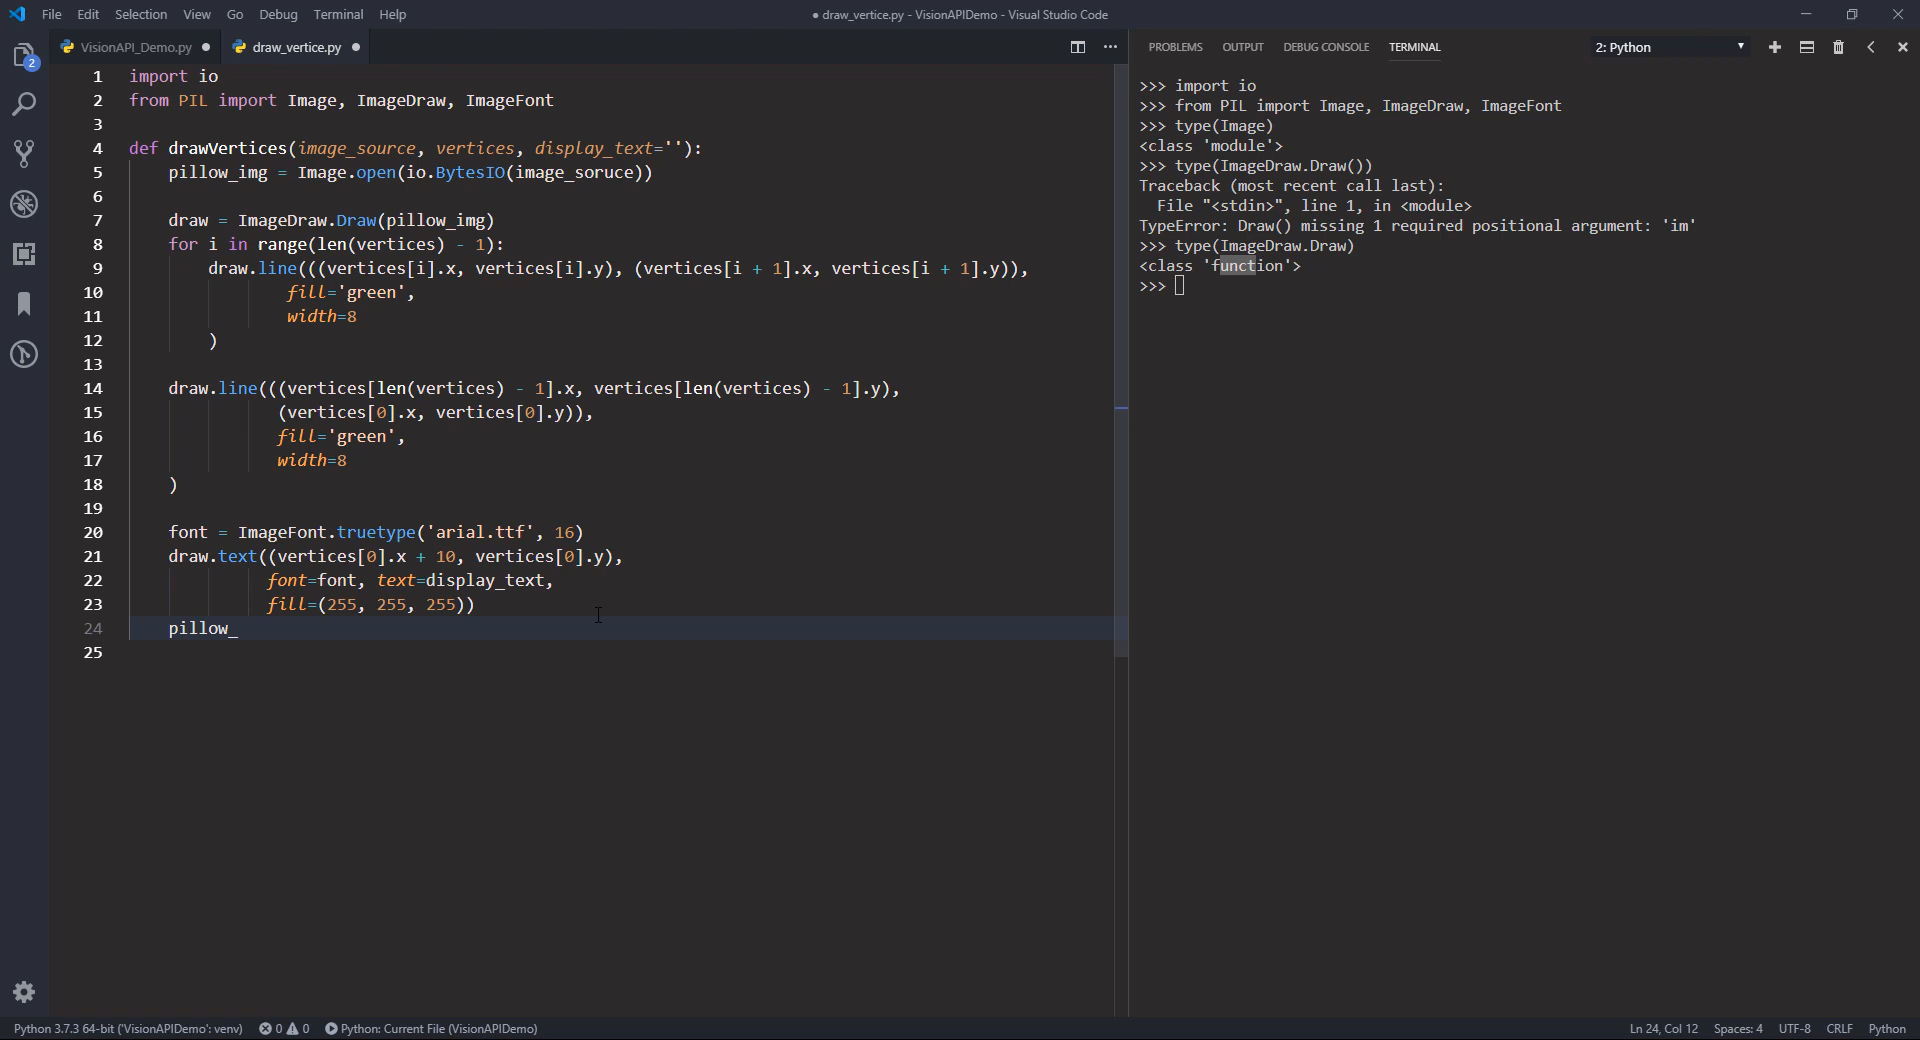 File Edit Selection View Go Debug Terminal Help
● draw_vertice.py - VisionAPIDemo - Visual Studio Code
VisionAPI_Demo.py ●
draw_vertice.py ●
PROBLEMS OUTPUT DEBUG CONSOLE TERMINAL
2: Python
2
1 import io
2 from PIL import Image, ImageDraw, ImageFont
3
4 def drawVertices(image_source, vertices, display_text=''):
5 pillow_img = Image.open(io.BytesIO(image_soruce))
6
7 draw = ImageDraw.Draw(pillow_img)
8 for i in range(len(vertices) - 1):
9 draw.line(((vertices[i].x, vertices[i].y), (vertices[i + 1].x, vertices[i + 1].y)),
10 fill='green',
11 width=8
12 )
13
14 draw.line(((vertices[len(vertices) - 1].x, vertices[len(vertices) - 1].y),
15 (vertices[0].x, vertices[0].y)),
16 fill='green',
17 width=8
18 )
19
20 font = ImageFont.truetype('arial.ttf', 16)
21 draw.text((vertices[0].x + 10, vertices[0].y),
22 font=font, text=display_text,
23 fill=(255, 255, 255))
24 pillow_
25
>>> import io
>>> from PIL import Image, ImageDraw, ImageFont
>>> type(Image)
<class 'module'>
>>> type(ImageDraw.Draw())
Traceback (most recent call last):
File "<stdin>", line 1, in <module>
TypeError: Draw() missing 1 required positional argument: 'im'
>>> type(ImageDraw.Draw)
<class 'function'>
>>>
Python 3.7.3 64-bit ('VisionAPIDemo': venv) 0 0 Python: Current File (VisionAPIDemo)
Ln 24, Col 12 Spaces: 4 UTF-8 CRLF Python